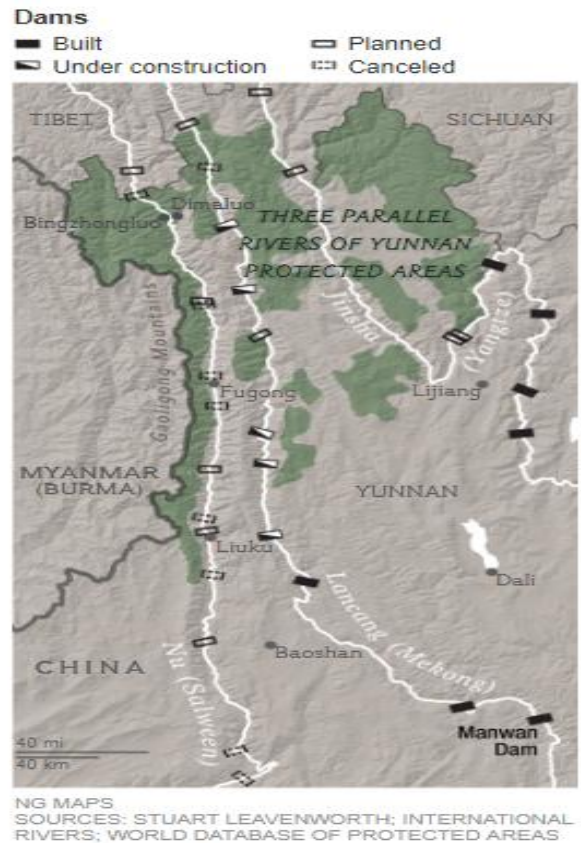 Dams
Built
Planned
Under construction
Canceled
TIBET
SICHUAN
Dimaluo
Bingzhongluo
THREE PARALLEL
RIVERS OF YUNNAN
PROTECTED AREAS
Jinsha
(Yangtze)
Gaoligong Mountains
Fugong
Lijiang
MYANMAR
(BURMA)
YUNNAN
Liuku
Dali
Lancang (Mekong)
Baoshan
CHINA
Nu (Salween)
Manwan
Dam
40 mi
40 km
NG MAPS
SOURCES: STUART LEAVENWORTH; INTERNATIONAL
RIVERS; WORLD DATABASE OF PROTECTED AREAS